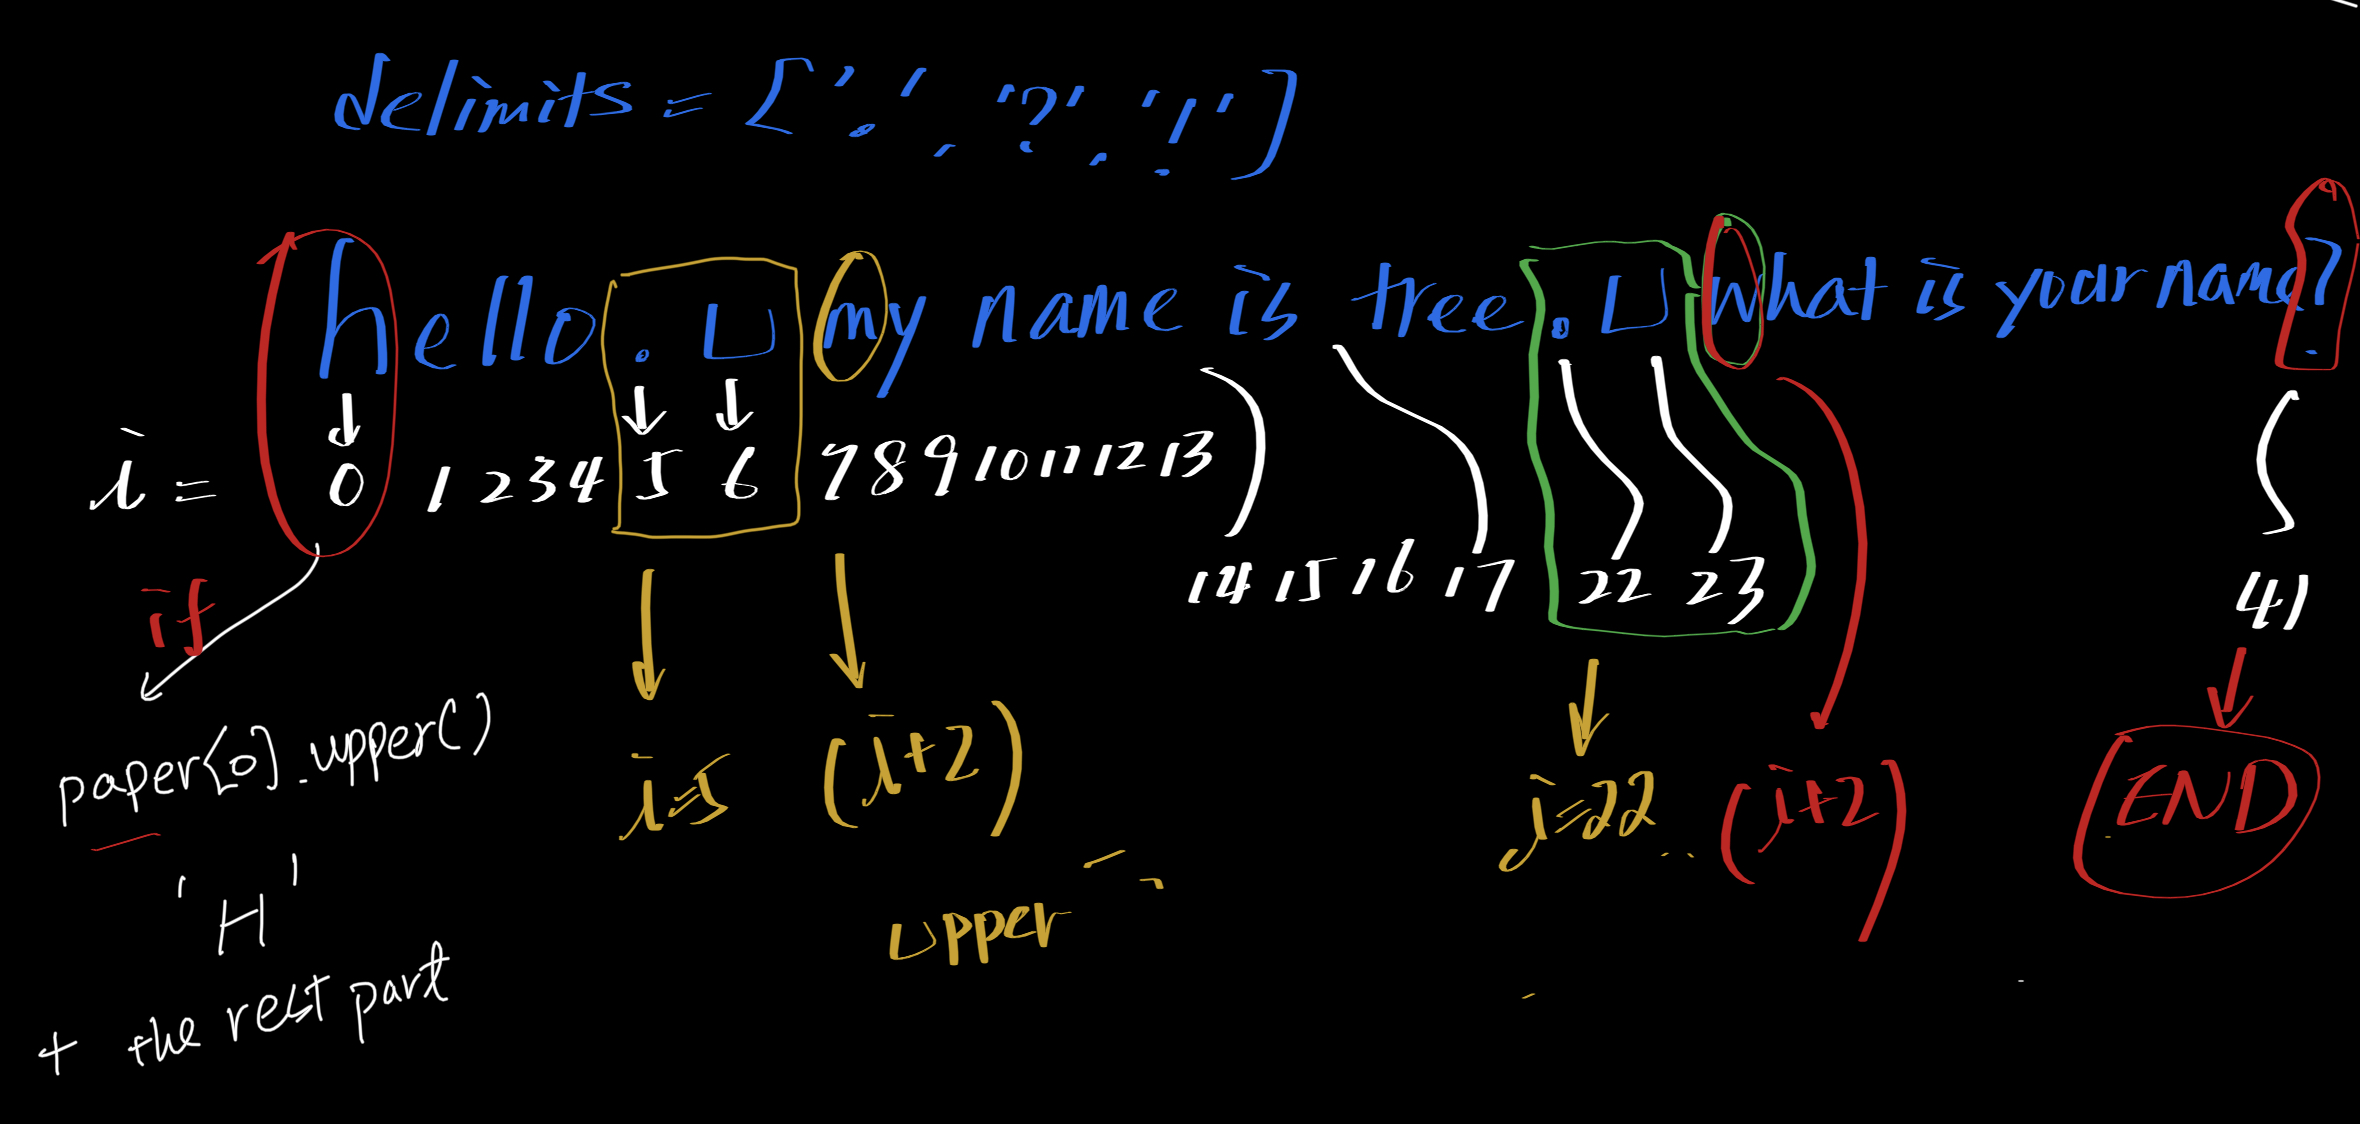 delimits = ['.', '?', '!']
hello.␣my name is tree.␣what is your name?
i = 0 1 2 3 4 5 6 7 8 9 10 11 12 13
14 15 16 17 22 23 41
if
paper[0].upper()
i=5 (i+2) i=22 (i+2) END
'H'
upper
+ the rest part